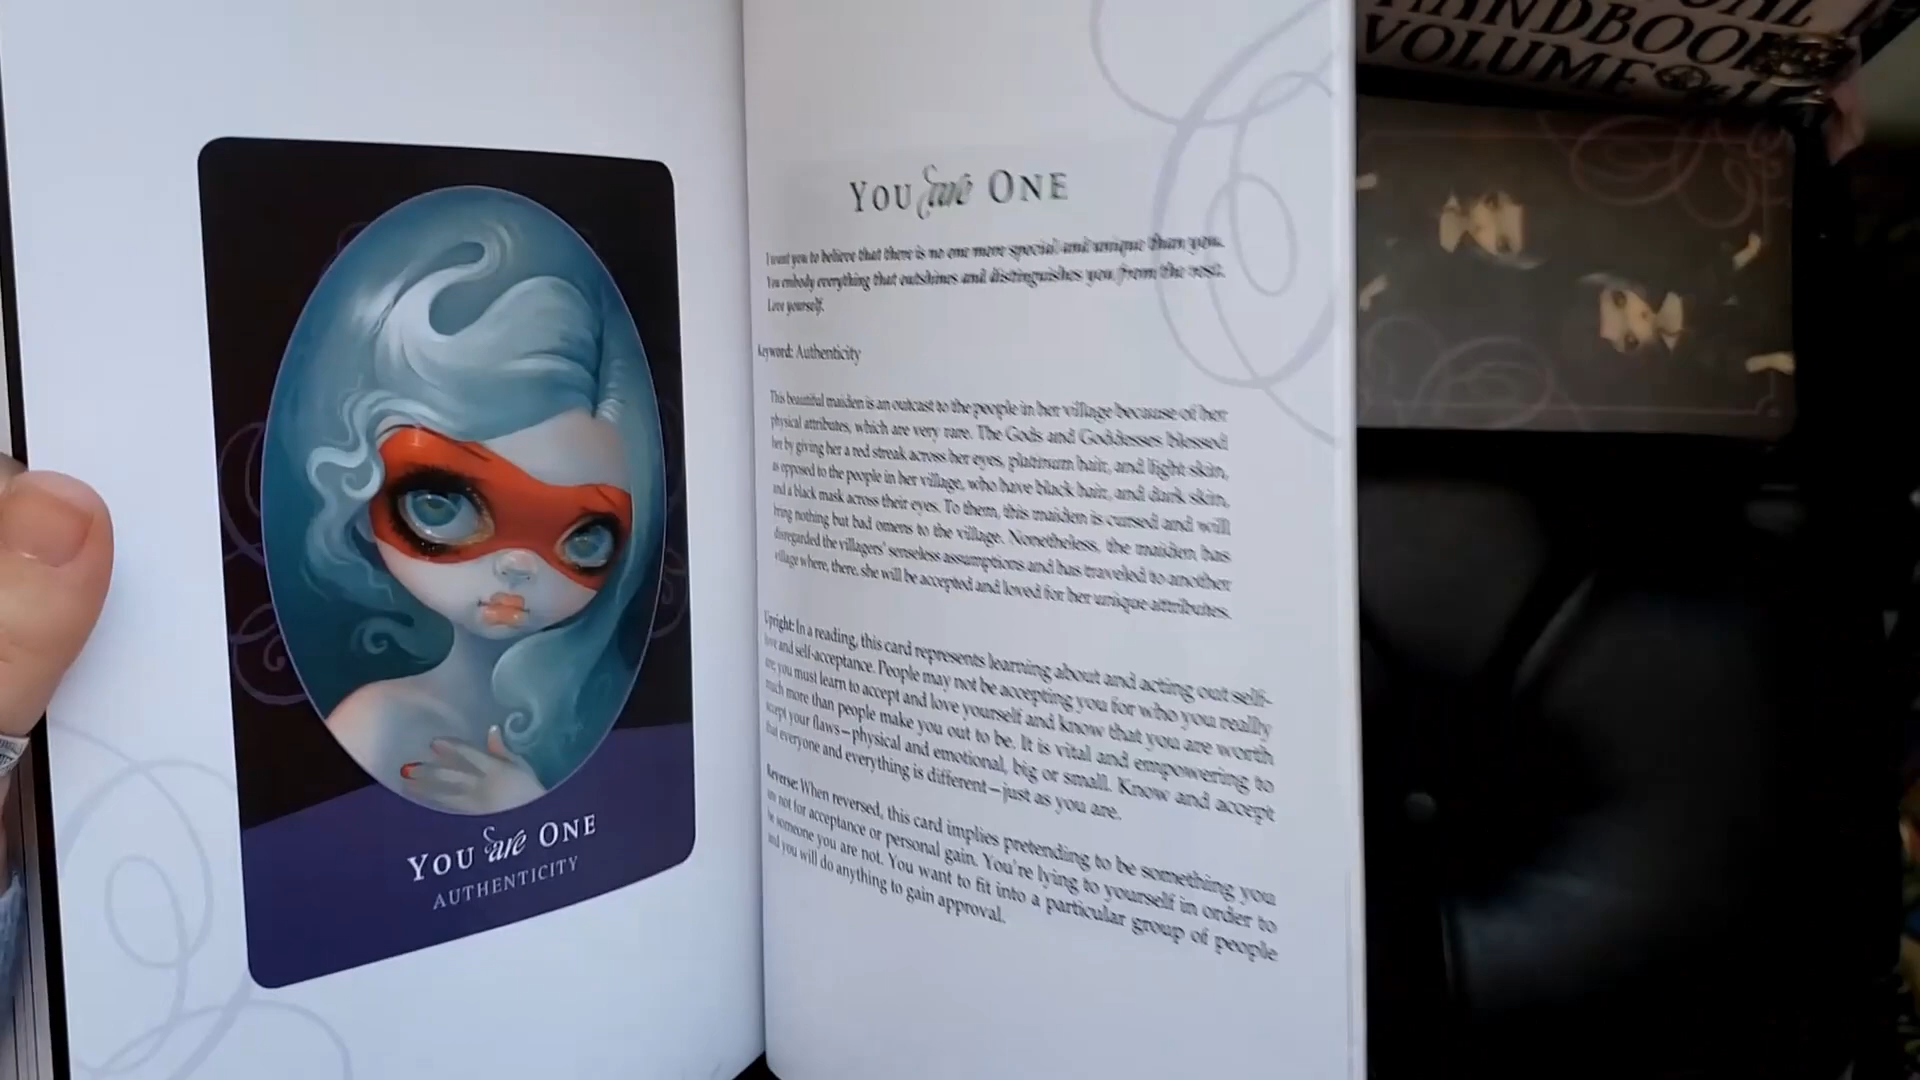 YOU are ONE
AUTHENTICITY
YOU are ONE
I want you to believe that there is no one more special and unique than you.
You embody everything that outshines and distinguishes you from the rest.
Love yourself.
Keyword: Authenticity
This beautiful maiden is an outcast to the people in her village because of her
physical attributes, which are very rare. The Gods and Goddesses blessed
her by giving her a red streak across her eyes, platinum hair, and light skin,
as opposed to the people in her village, who have black hair, and dark skin,
and a black mask across their eyes. To them, this maiden is cursed and will
bring nothing but bad omens to the village. Nonetheless, the maiden has
disregarded the villagers' senseless assumptions and has traveled to another
village where, there, she will be accepted and loved for her unique attributes.
Upright: In a reading, this card represents learning about and acting out self-
love and self-acceptance. People may not be accepting you for who you really
are; you must learn to accept and love yourself and know that you are worth
much more than people make you out to be. It is vital and empowering to
accept your flaws—physical and emotional, big or small. Know and accept
that everyone and everything is different—just as you are.
Reverse: When reversed, this card implies pretending to be something you
are not for acceptance or personal gain. You're lying to yourself in order to
be someone you are not. You want to fit into a particular group of people
and you will do anything to gain approval.
HANDBOOK
VOLUME